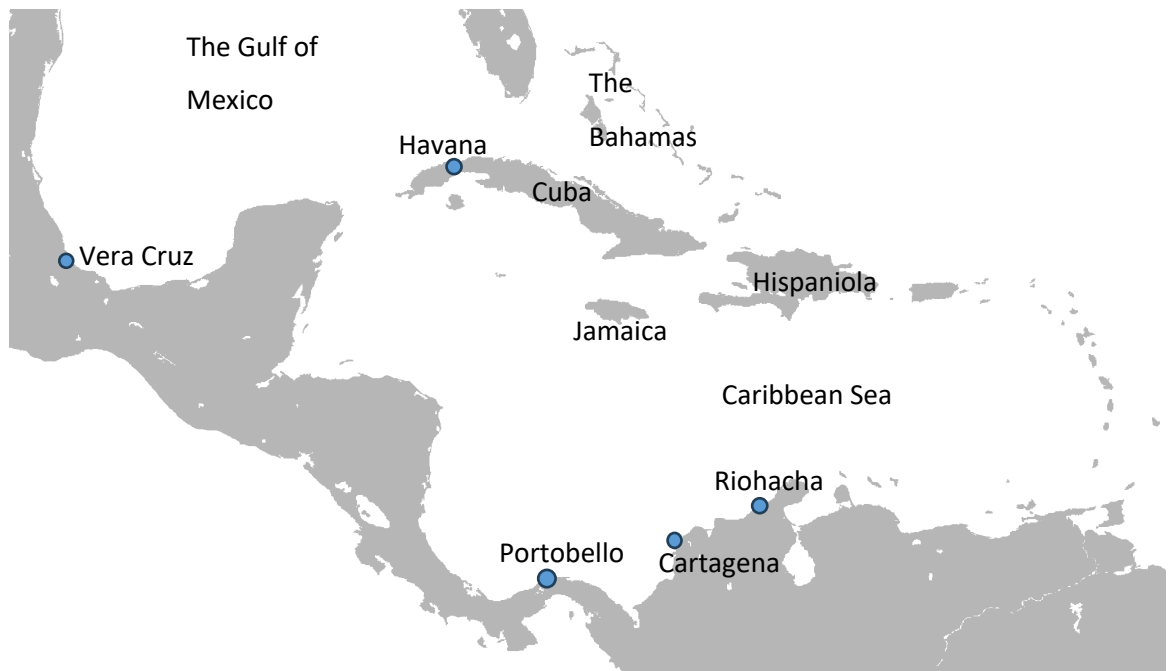 The Gulf of
Mexico
The
Bahamas
Havana
Cuba
Vera Cruz
Hispaniola
Jamaica
Caribbean Sea
Riohacha
Portobello
Cartagena